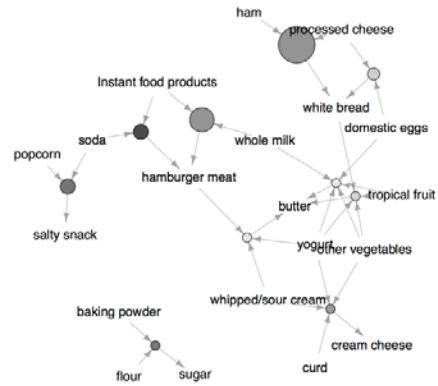 ham
processed cheese
Instant food products
white bread
domestic eggs
soda
whole milk
popcorn
hamburger meat
tropical fruit
butter
salty snack
yogurt
other vegetables
whipped/sour cream
baking powder
cream cheese
curd
flour
sugar